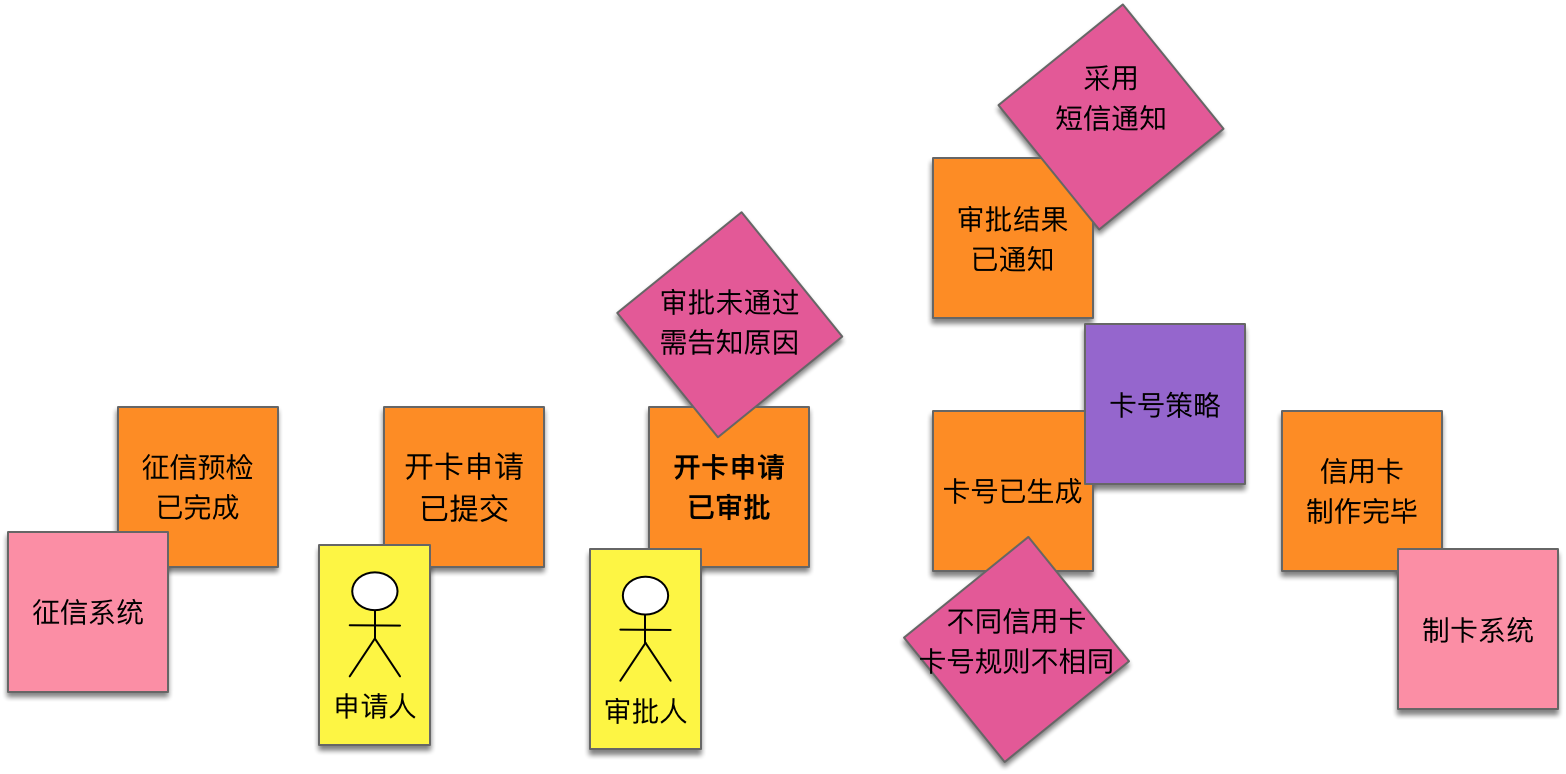 采用
短信通知
审批结果
已通知
审批未通过
需告知原因
卡号策略
征信预检
已完成
开卡申请
已提交
开卡申请
已审批
卡号已生成
信用卡
制作完毕
征信系统
申请人
审批人
不同信用卡
卡号规则不相同
制卡系统